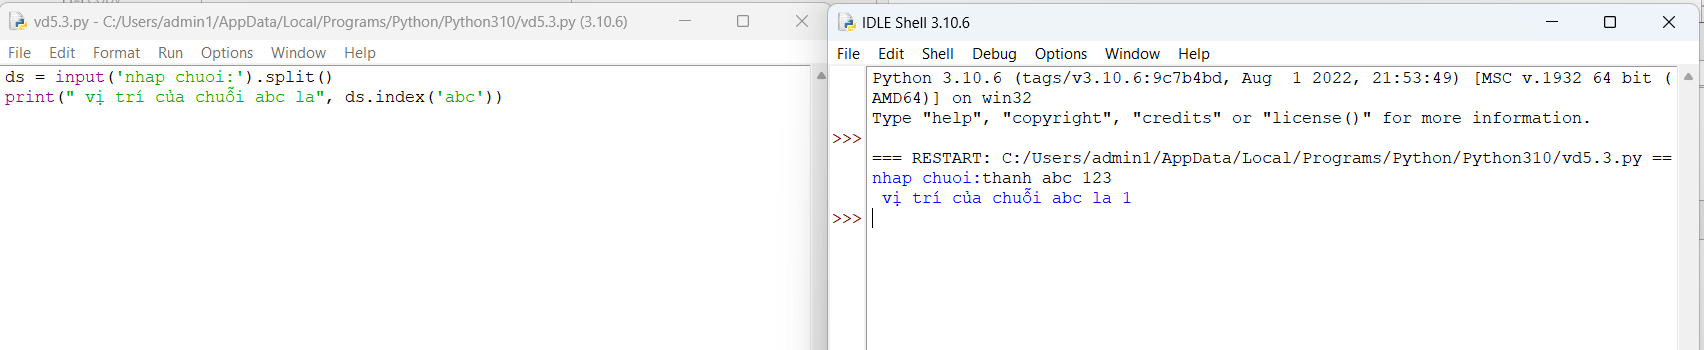 vd5.3.py - C:/Users/admin1/AppData/Local/Programs/Python/Python310/vd5.3.py (3.10.6)
File Edit Format Run Options Window Help
ds = input('nhap chuoi:').split()
print(" vị trí của chuỗi abc la", ds.index('abc'))
IDLE Shell 3.10.6
File Edit Shell Debug Options Window Help
Python 3.10.6 (tags/v3.10.6:9c7b4bd, Aug  1 2022, 21:53:49) [MSC v.1932 64 bit (
AMD64)] on win32
Type "help", "copyright", "credits" or "license()" for more information.
>>>
=== RESTART: C:/Users/admin1/AppData/Local/Programs/Python/Python310/vd5.3.py ==
nhap chuoi:thanh abc 123
 vị trí của chuỗi abc la 1
>>>